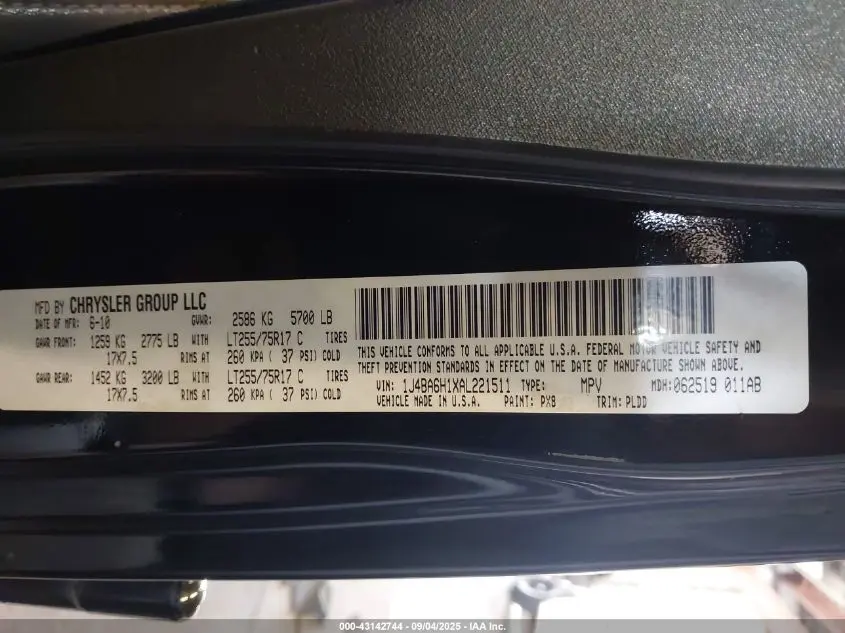 MFD BY CHRYSLER GROUP LLC
DATE OF MFR: 6-10 GVWR: 2586 KG 5700 LB
GAWR FRONT: 1259 KG 2775 LB WITH LT255/75R17 C TIRES
17X7.5 RIMS AT 260 KPA ( 37 PSI) COLD
GAWR REAR: 1452 KG 3200 LB WITH LT255/75R17 C TIRES
17X7.5 RIMS AT 260 KPA ( 37 PSI) COLD
THIS VEHICLE CONFORMS TO ALL APPLICABLE U.S.A. FEDERAL MOTOR VEHICLE SAFETY AND
THEFT PREVENTION STANDARDS IN EFFECT ON THE DATE OF MANUFACTURE SHOWN ABOVE.
VIN: 1J4BA6H1XAL221511 TYPE: MPV MDH: 062519 011AB
VEHICLE MADE IN U.S.A. PAINT: PX8 TRIM: PLDD
000-43142744 - 09/04/2025 - IAA Inc.